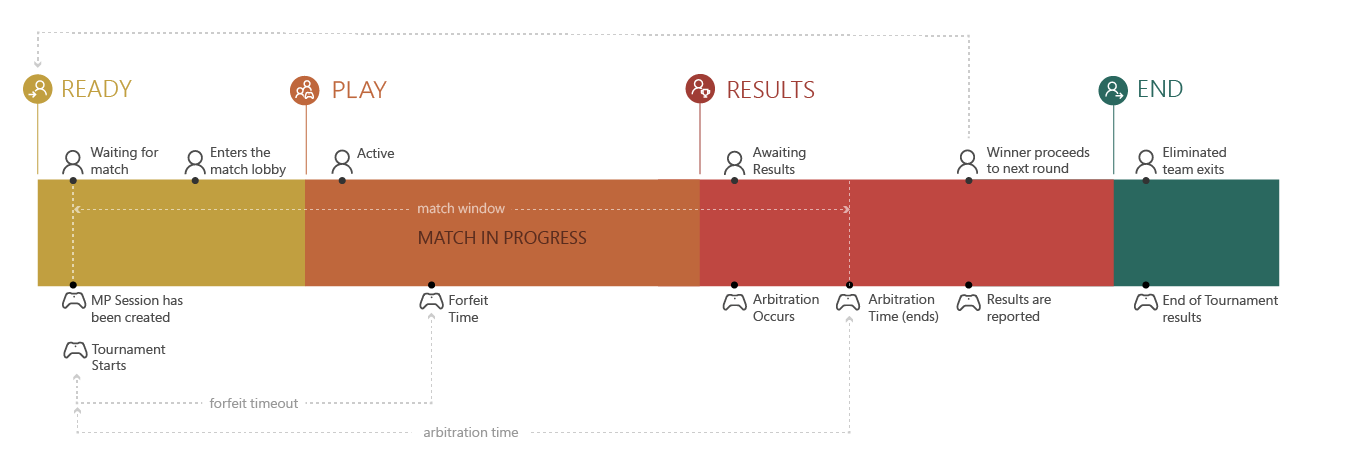 READY
PLAY
RESULTS
END
Waiting for
match
Enters the
match lobby
Active
Awaiting
Results
Winner proceeds
to next round
Eliminated
team exits
match window
MATCH IN PROGRESS
MP Session has
been created
Forfeit
Time
Arbitration
Occurs
Arbitration
Time (ends)
Results are
reported
End of Tournament
results
Tournament
Starts
forfeit timeout
arbitration time